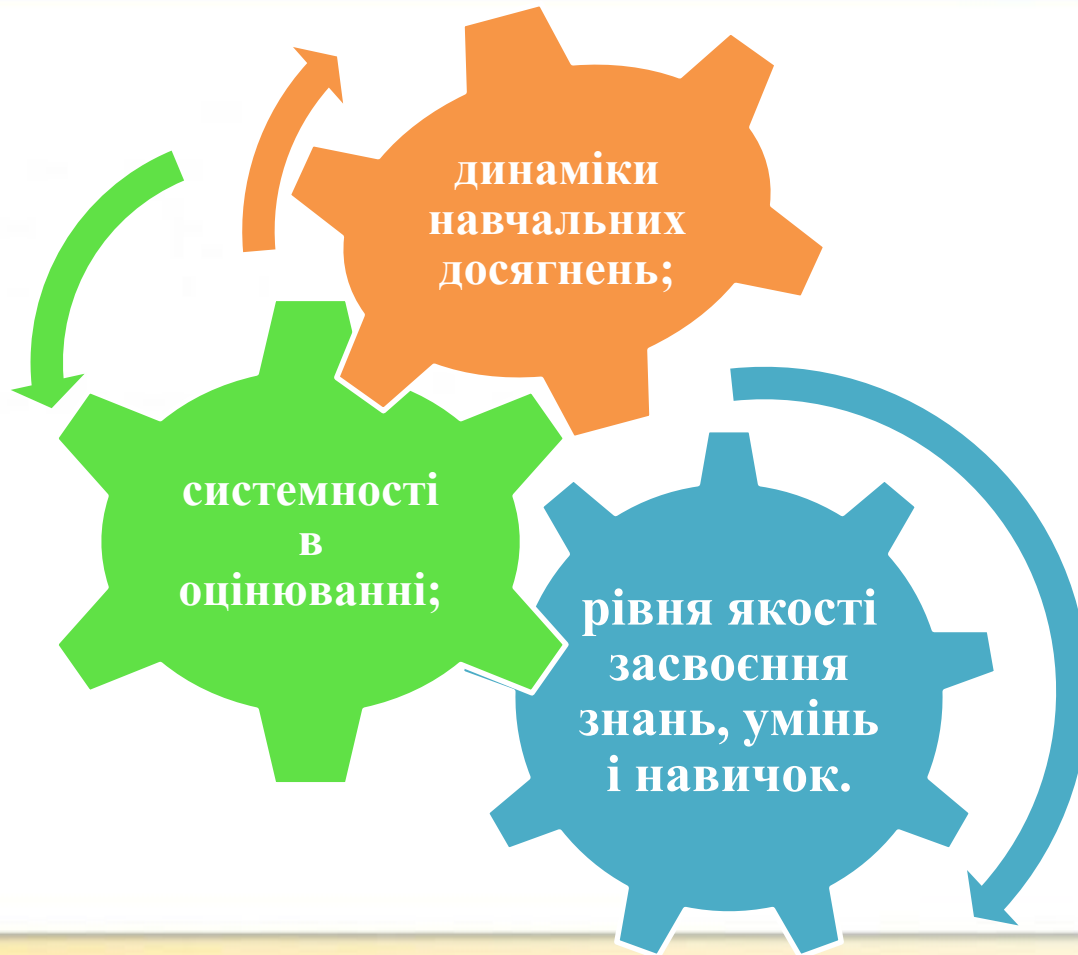 динаміки
навчальних
досягнень;
системності
в
оцінюванні;
рівня якості
засвоєння
знань, умінь
і навичок.